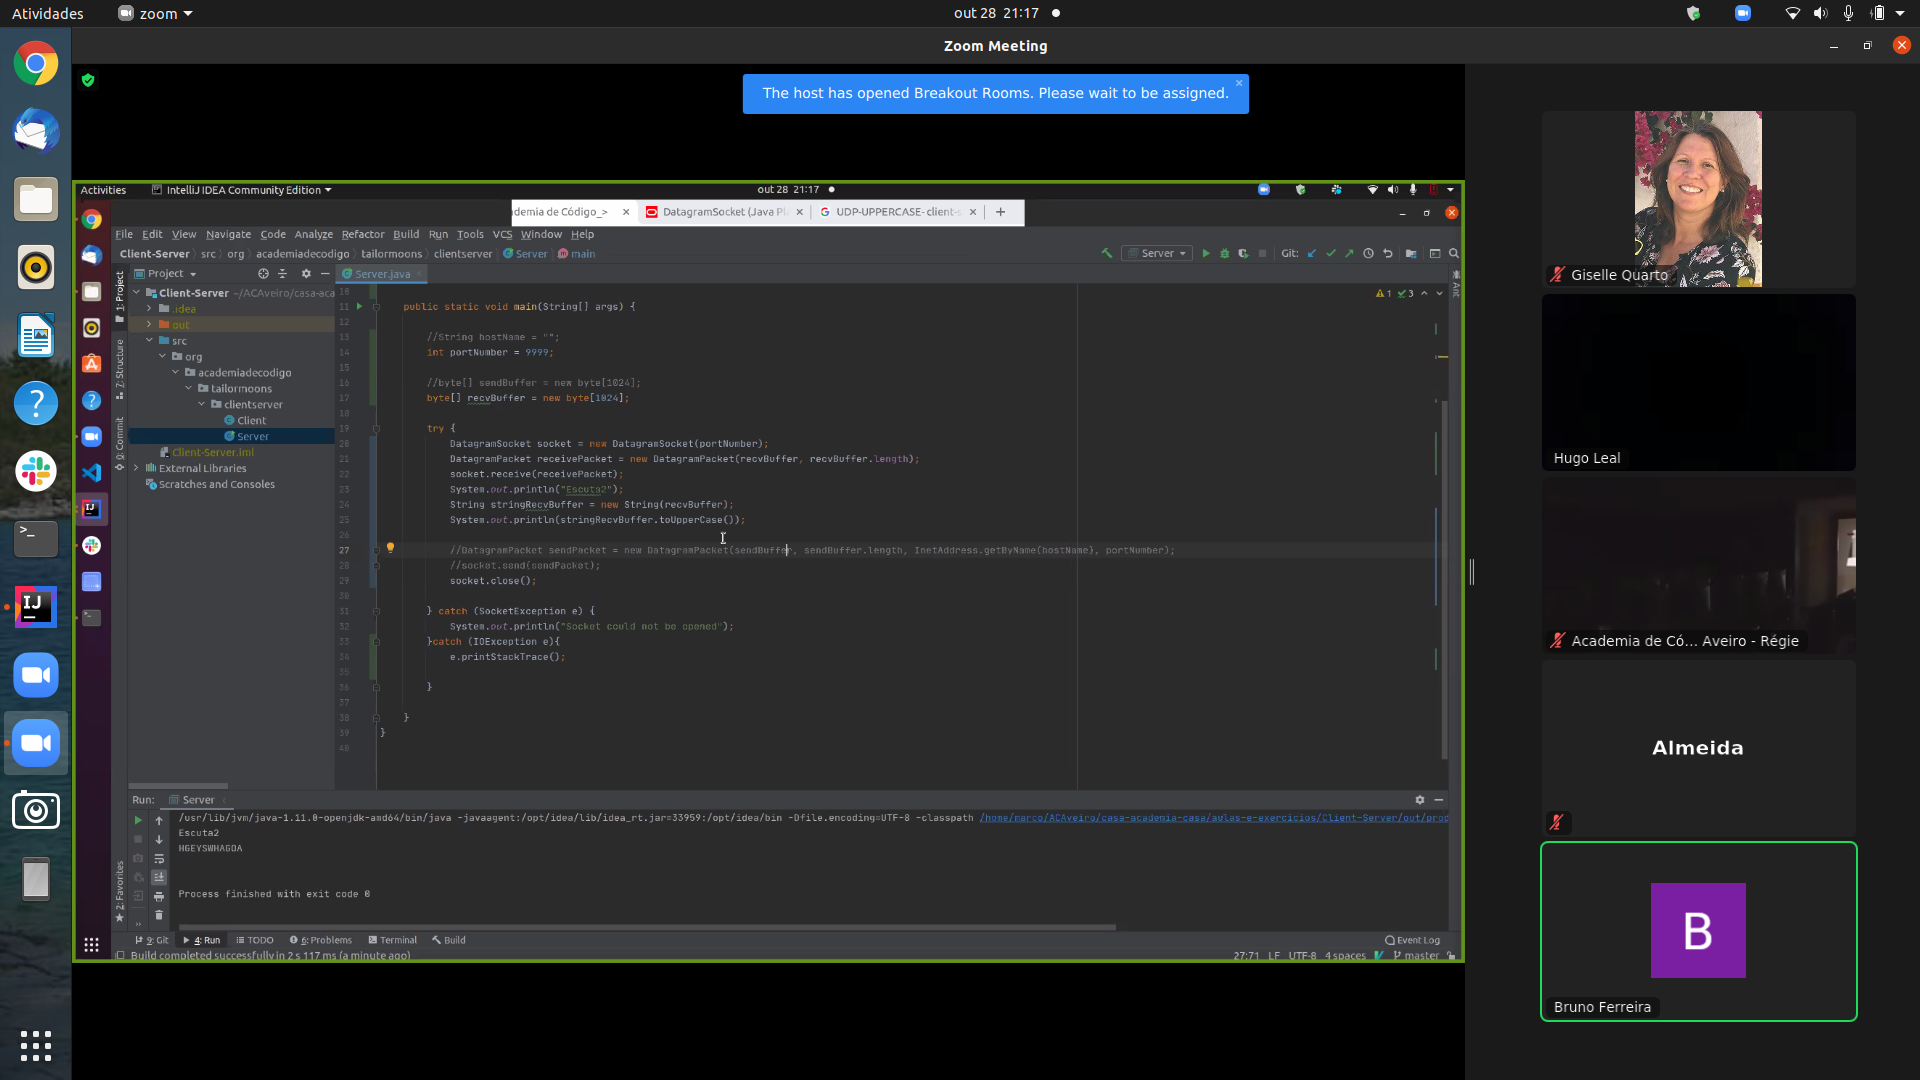 Atividades
zoom
out 28 21:17
Zoom Meeting
The host has opened Breakout Rooms. Please wait to be assigned.
Activities
IntelliJ IDEA Community Edition
out 28 21:17
demia de Código_>
DatagramSocket (Java Pl
UDP-UPPERCASE- client-s
File Edit View Navigate Code Analyze Refactor Build Run Tools VCS Window Help
Client-Server src org academiadecodigo tailormoons clientserver Server main
Server
Git:
Project
Server.java
1: Project
Ant
7: Structure
0: Commit
2: Favorites
Client-Server ~/ACAveiro/casa-aca
.idea
out
src
org
academiadecodigo
tailormoons
clientserver
Client
Server
Client-Server.iml
External Libraries
Scratches and Consoles
1 3
10
11 public static void main(String[] args) {
12
13 //String hostName = "";
14 int portNumber = 9999;
15
16 //byte[] sendBuffer = new byte[1024];
17 byte[] recvBuffer = new byte[1024];
18
19 try {
20 DatagramSocket socket = new DatagramSocket(portNumber);
21 DatagramPacket receivePacket = new DatagramPacket(recvBuffer, recvBuffer.length);
22 socket.receive(receivePacket);
23 System.out.println("Escuta2");
24 String stringRecvBuffer = new String(recvBuffer);
25 System.out.println(stringRecvBuffer.toUpperCase());
26
27 //DatagramPacket sendPacket = new DatagramPacket(sendBuffer, sendBuffer.length, InetAddress.getByName(hostName), portNumber);
28 //socket.send(sendPacket);
29 socket.close();
30
31 } catch (SocketException e) {
32 System.out.println("Socket could not be opened");
33 }catch (IOException e){
34 e.printStackTrace();
35
36 }
37
38 }
39 }
40
Run: Server
/usr/lib/jvm/java-1.11.0-openjdk-amd64/bin/java -javaagent:/opt/idea/lib/idea_rt.jar=33959:/opt/idea/bin -Dfile.encoding=UTF-8 -classpath /home/marco/ACAveiro/casa-academia-casa/aulas-e-exercicios/Client-Server/out/prod
Escuta2
HGEYSWHAGDA
Process finished with exit code 0
9: Git 4: Run TODO 6: Problems Terminal Build Event Log
Build completed successfully in 2 s 117 ms (a minute ago)
27:71 LF UTF-8 4 spaces master
Giselle Quarto
Hugo Leal
Academia de Có... Aveiro - Régie
Almeida
B
Bruno Ferreira